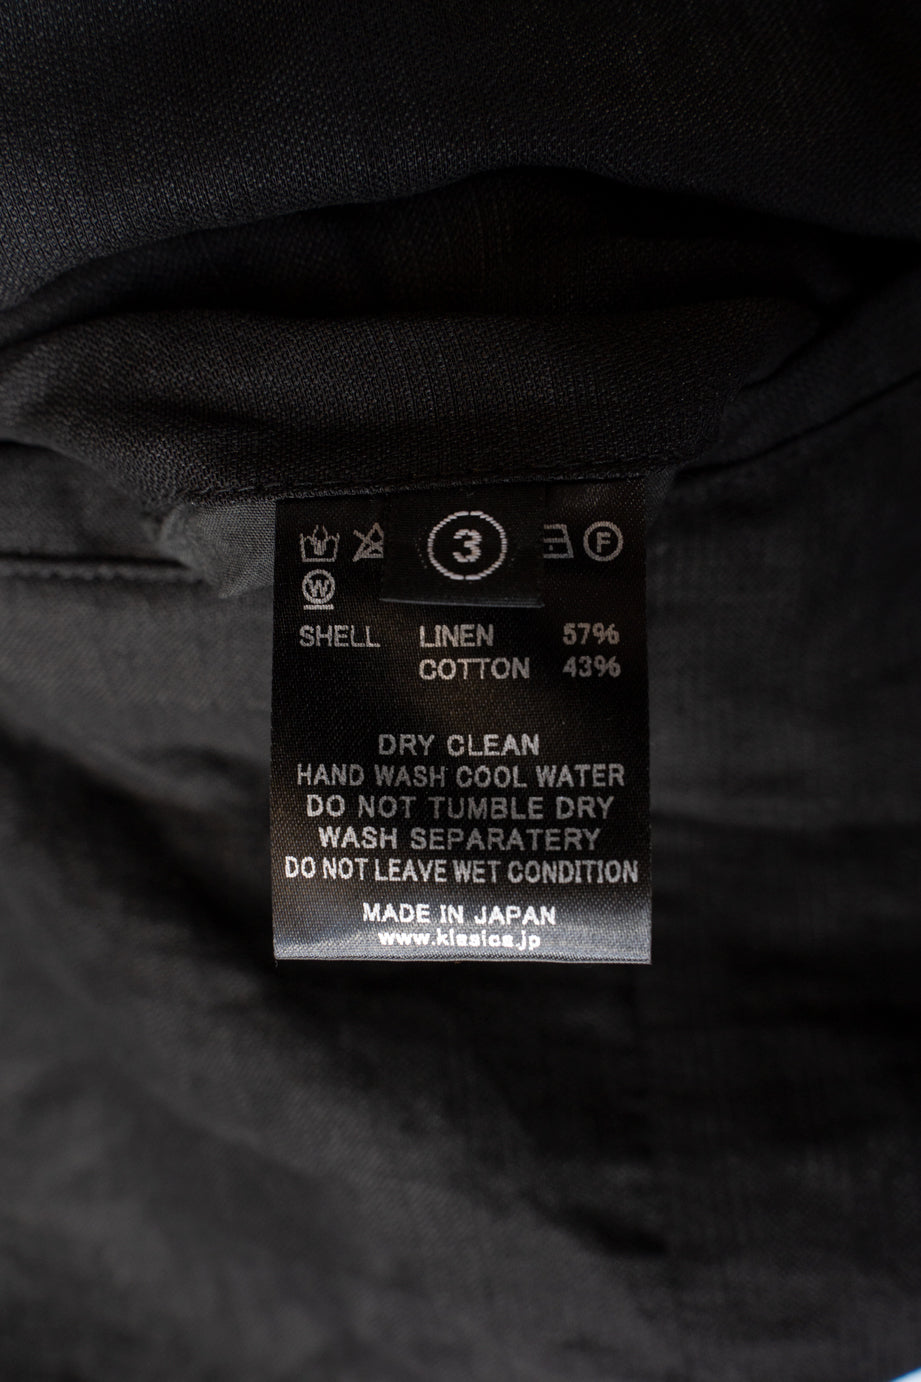 3
F
W
SHELL LINEN 57%
COTTON 43%
DRY CLEAN
HAND WASH COOL WATER
DO NOT TUMBLE DRY
WASH SEPARATERY
DO NOT LEAVE WET CONDITION
MADE IN JAPAN
www.klasica.jp